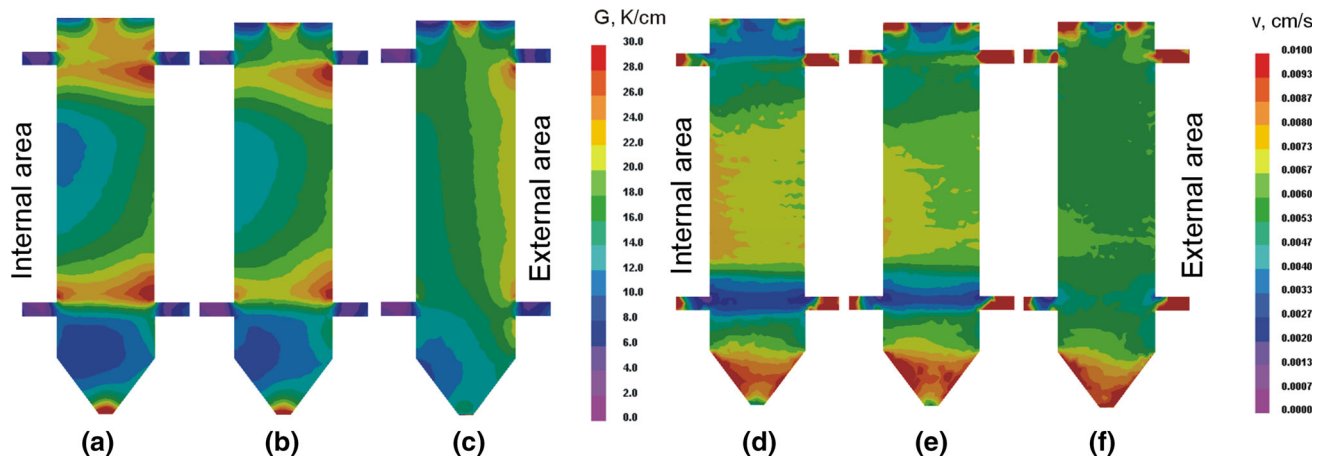 G, K/cm
30.0
28.0
26.0
24.0
22.0
20.0
18.0
16.0
14.0
12.0
10.0
8.0
6.0
4.0
2.0
0.0
v, cm/s
0.0100
0.0093
0.0086
0.0080
0.0073
0.0067
0.0060
0.0053
0.0047
0.0040
0.0033
0.0027
0.0020
0.0013
0.0007
0.0000
Internal area
External area
Internal area
External area
(a)
(b)
(c)
(d)
(e)
(f)